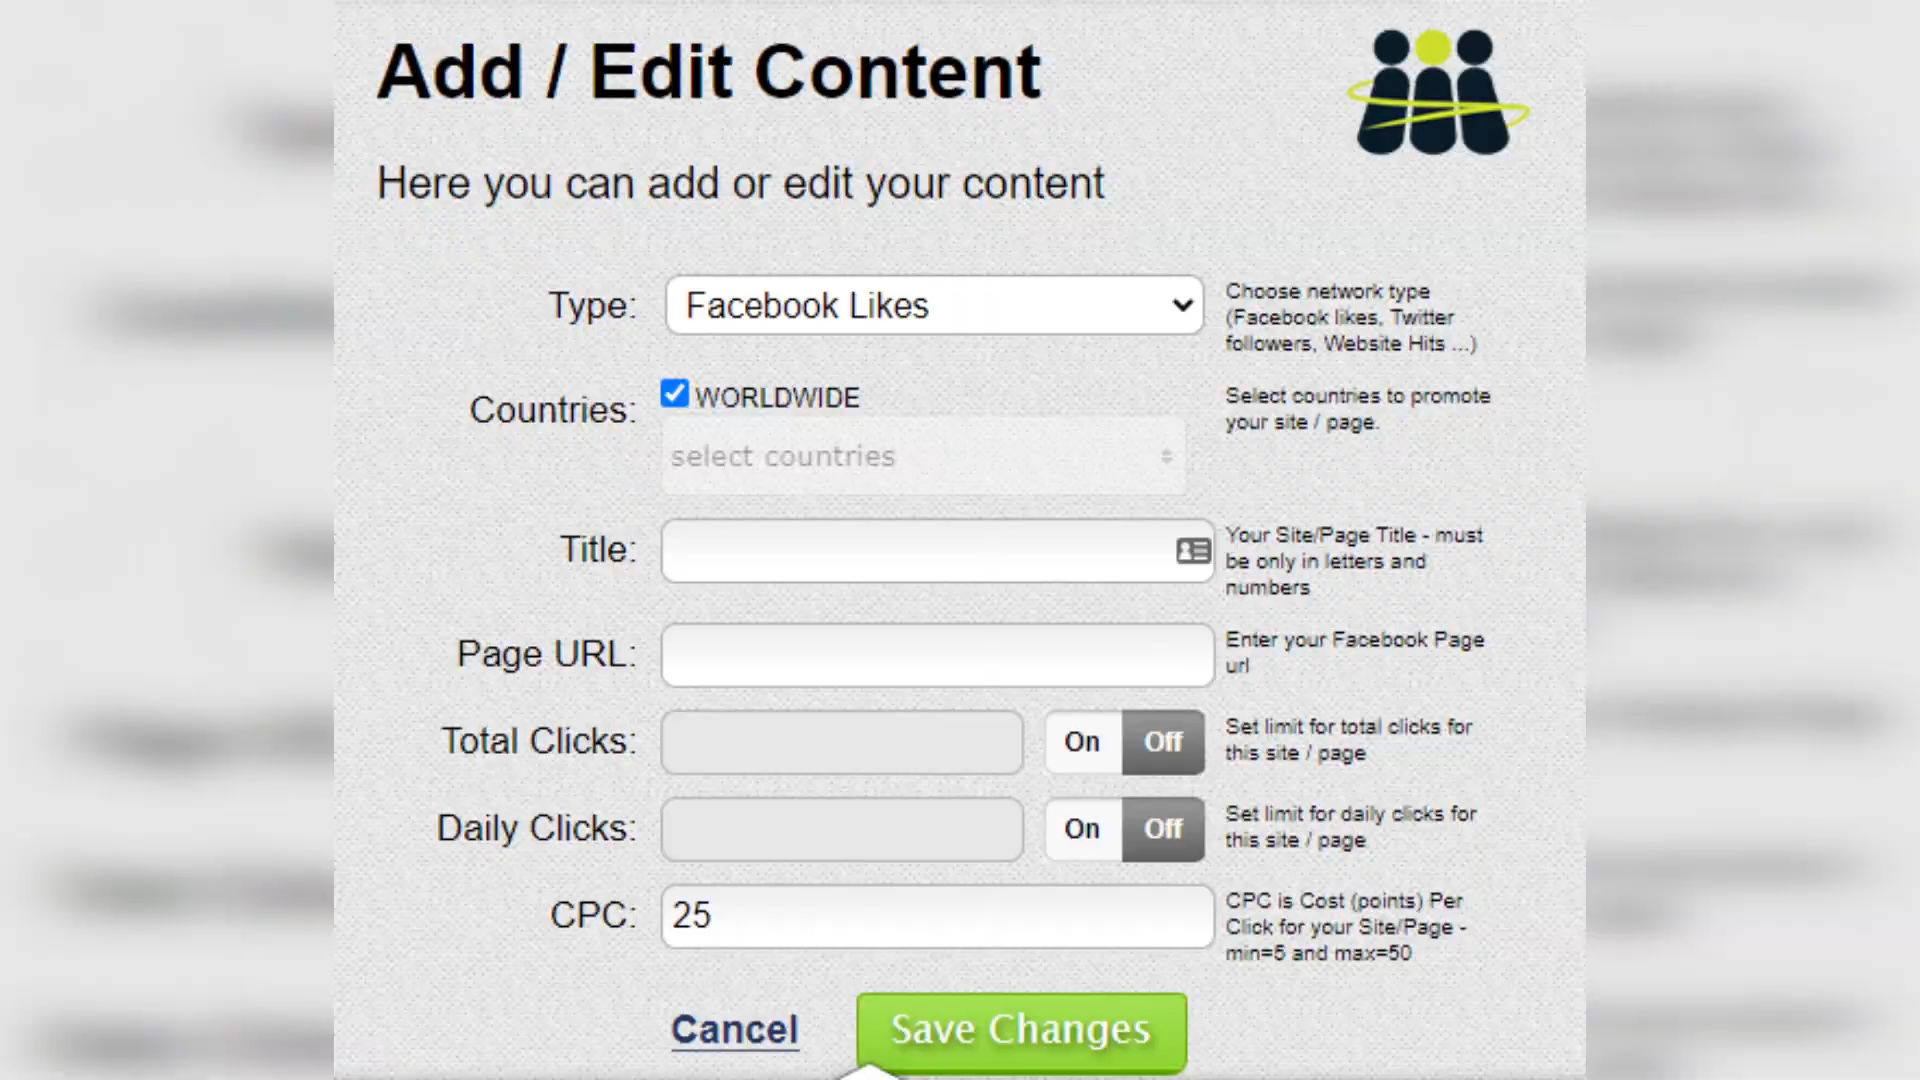 Add / Edit Content
Here you can add or edit your content
Type:
Facebook Likes
Choose network type
(Facebook likes, Twitter
followers, Website Hits ...)
Countries:
WORLDWIDE
select countries
Select countries to promote
your site / page.
Title:
Your Site/Page Title - must
be only in letters and
numbers
Page URL:
Enter your Facebook Page
url
Total Clicks:
On Off
Set limit for total clicks for
this site / page
Daily Clicks:
On Off
Set limit for daily clicks for
this site / page
CPC:
25
CPC is Cost (points) Per
Click for your Site/Page -
min=5 and max=50
Cancel
Save Changes